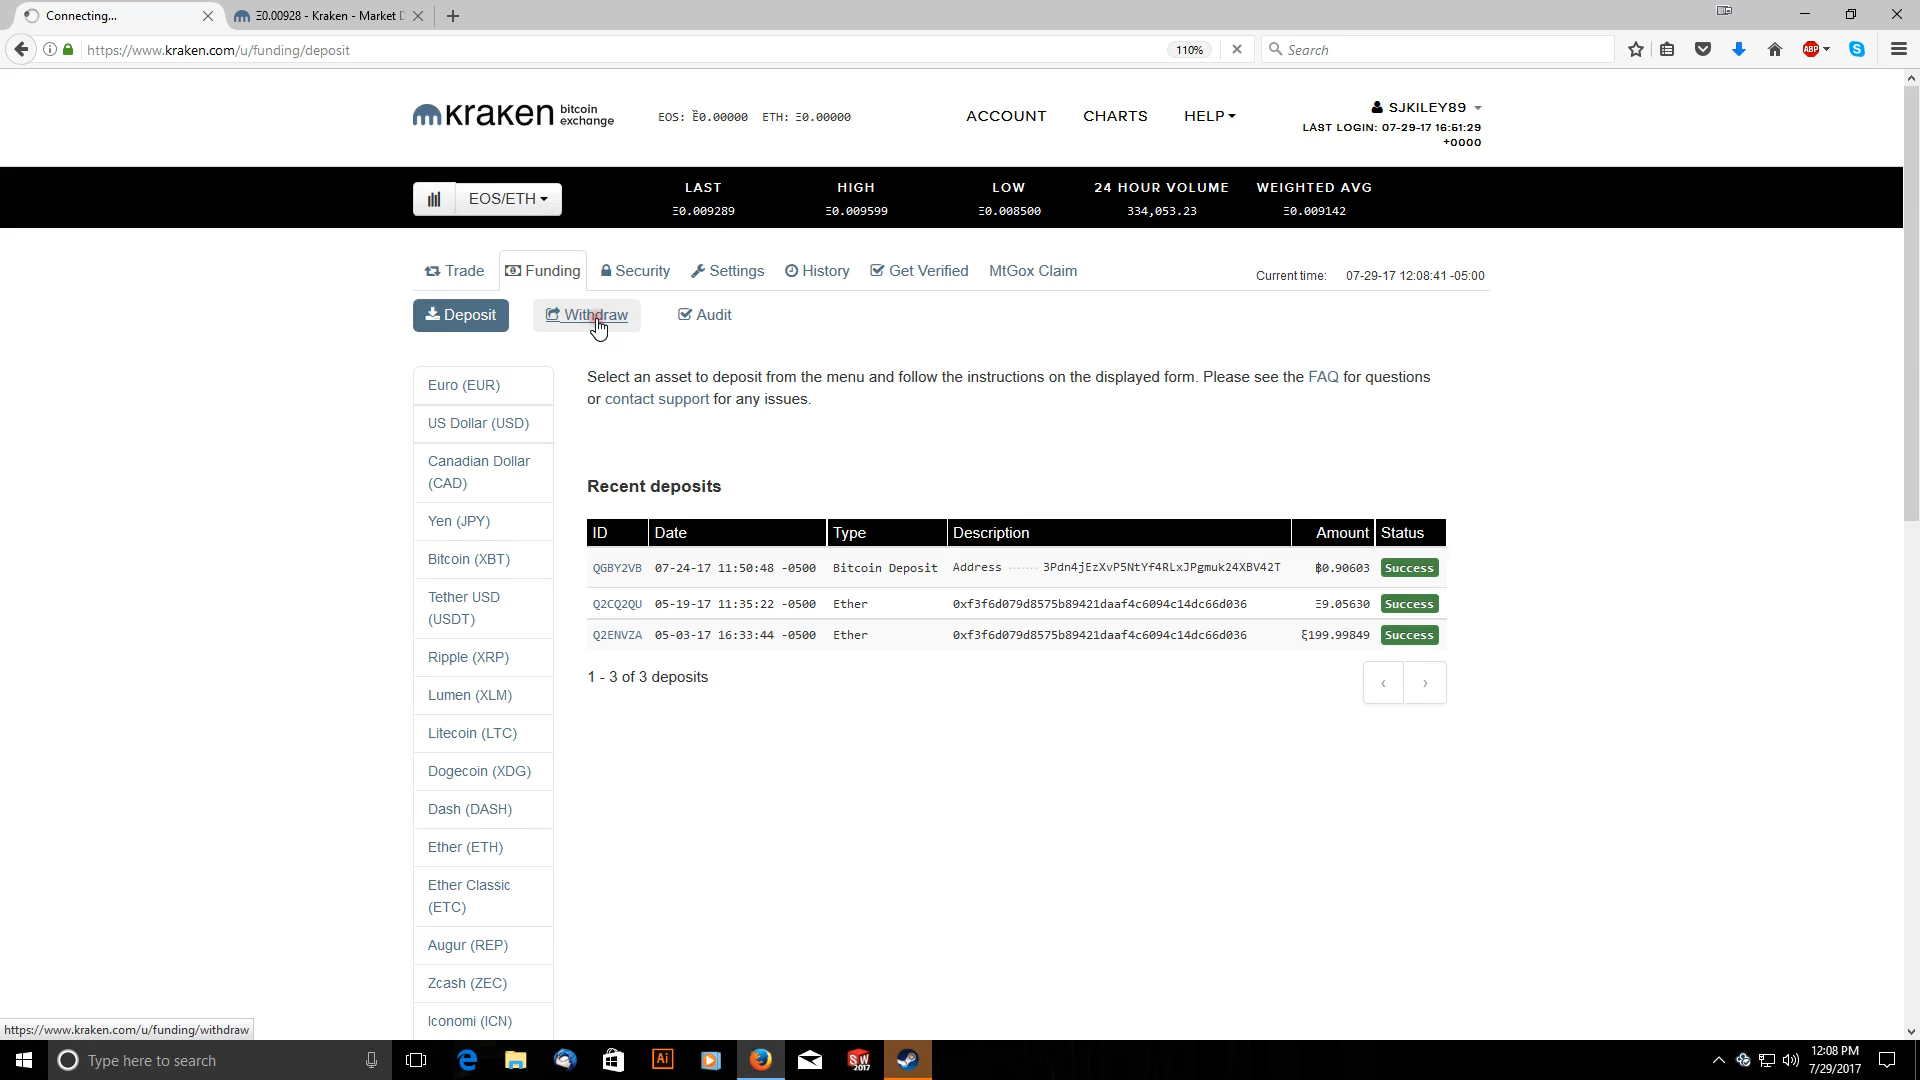 Connecting...
Ξ0.00928 - Kraken - Market D
https://www.kraken.com/u/funding/deposit
110%
Search
ABP
kraken bitcoin exchange
EOS: Ȅ0.00000 ETH: Ξ0.00000
ACCOUNT CHARTS HELP
SJKILEY89
LAST LOGIN: 07-29-17 16:51:29
+0000
EOS/ETH
LAST HIGH LOW 24 HOUR VOLUME WEIGHTED AVG
Ξ0.009289 Ξ0.009599 Ξ0.008500 334,053.23 Ξ0.009142
Trade Funding Security Settings History Get Verified MtGox Claim
Current time: 07-29-17 12:08:41 -05:00
Deposit Withdraw Audit
Euro (EUR)
US Dollar (USD)
Canadian Dollar
(CAD)
Yen (JPY)
Bitcoin (XBT)
Tether USD
(USDT)
Ripple (XRP)
Lumen (XLM)
Litecoin (LTC)
Dogecoin (XDG)
Dash (DASH)
Ether (ETH)
Ether Classic
(ETC)
Augur (REP)
Zcash (ZEC)
Iconomi (ICN)
Select an asset to deposit from the menu and follow the instructions on the displayed form. Please see the FAQ for questions
or contact support for any issues.
Recent deposits
ID Date Type Description Amount Status
QGBY2VB 07-24-17 11:50:48 -0500 Bitcoin Deposit Address ······· 3Pdn4jEzXvP5NtYf4RLxJPgmuk24XBV42T ฿0.90603 Success
Q2CQ2QU 05-19-17 11:35:22 -0500 Ether 0xf3f6d079d8575b89421daaf4c6094c14dc66d036 Ξ9.05630 Success
Q2ENVZA 05-03-17 16:33:44 -0500 Ether 0xf3f6d079d8575b89421daaf4c6094c14dc66d036 ξ199.99849 Success
1 - 3 of 3 deposits
‹ ›
https://www.kraken.com/u/funding/withdraw
Type here to search
Ai
SW
2017
12:08 PM
7/29/2017